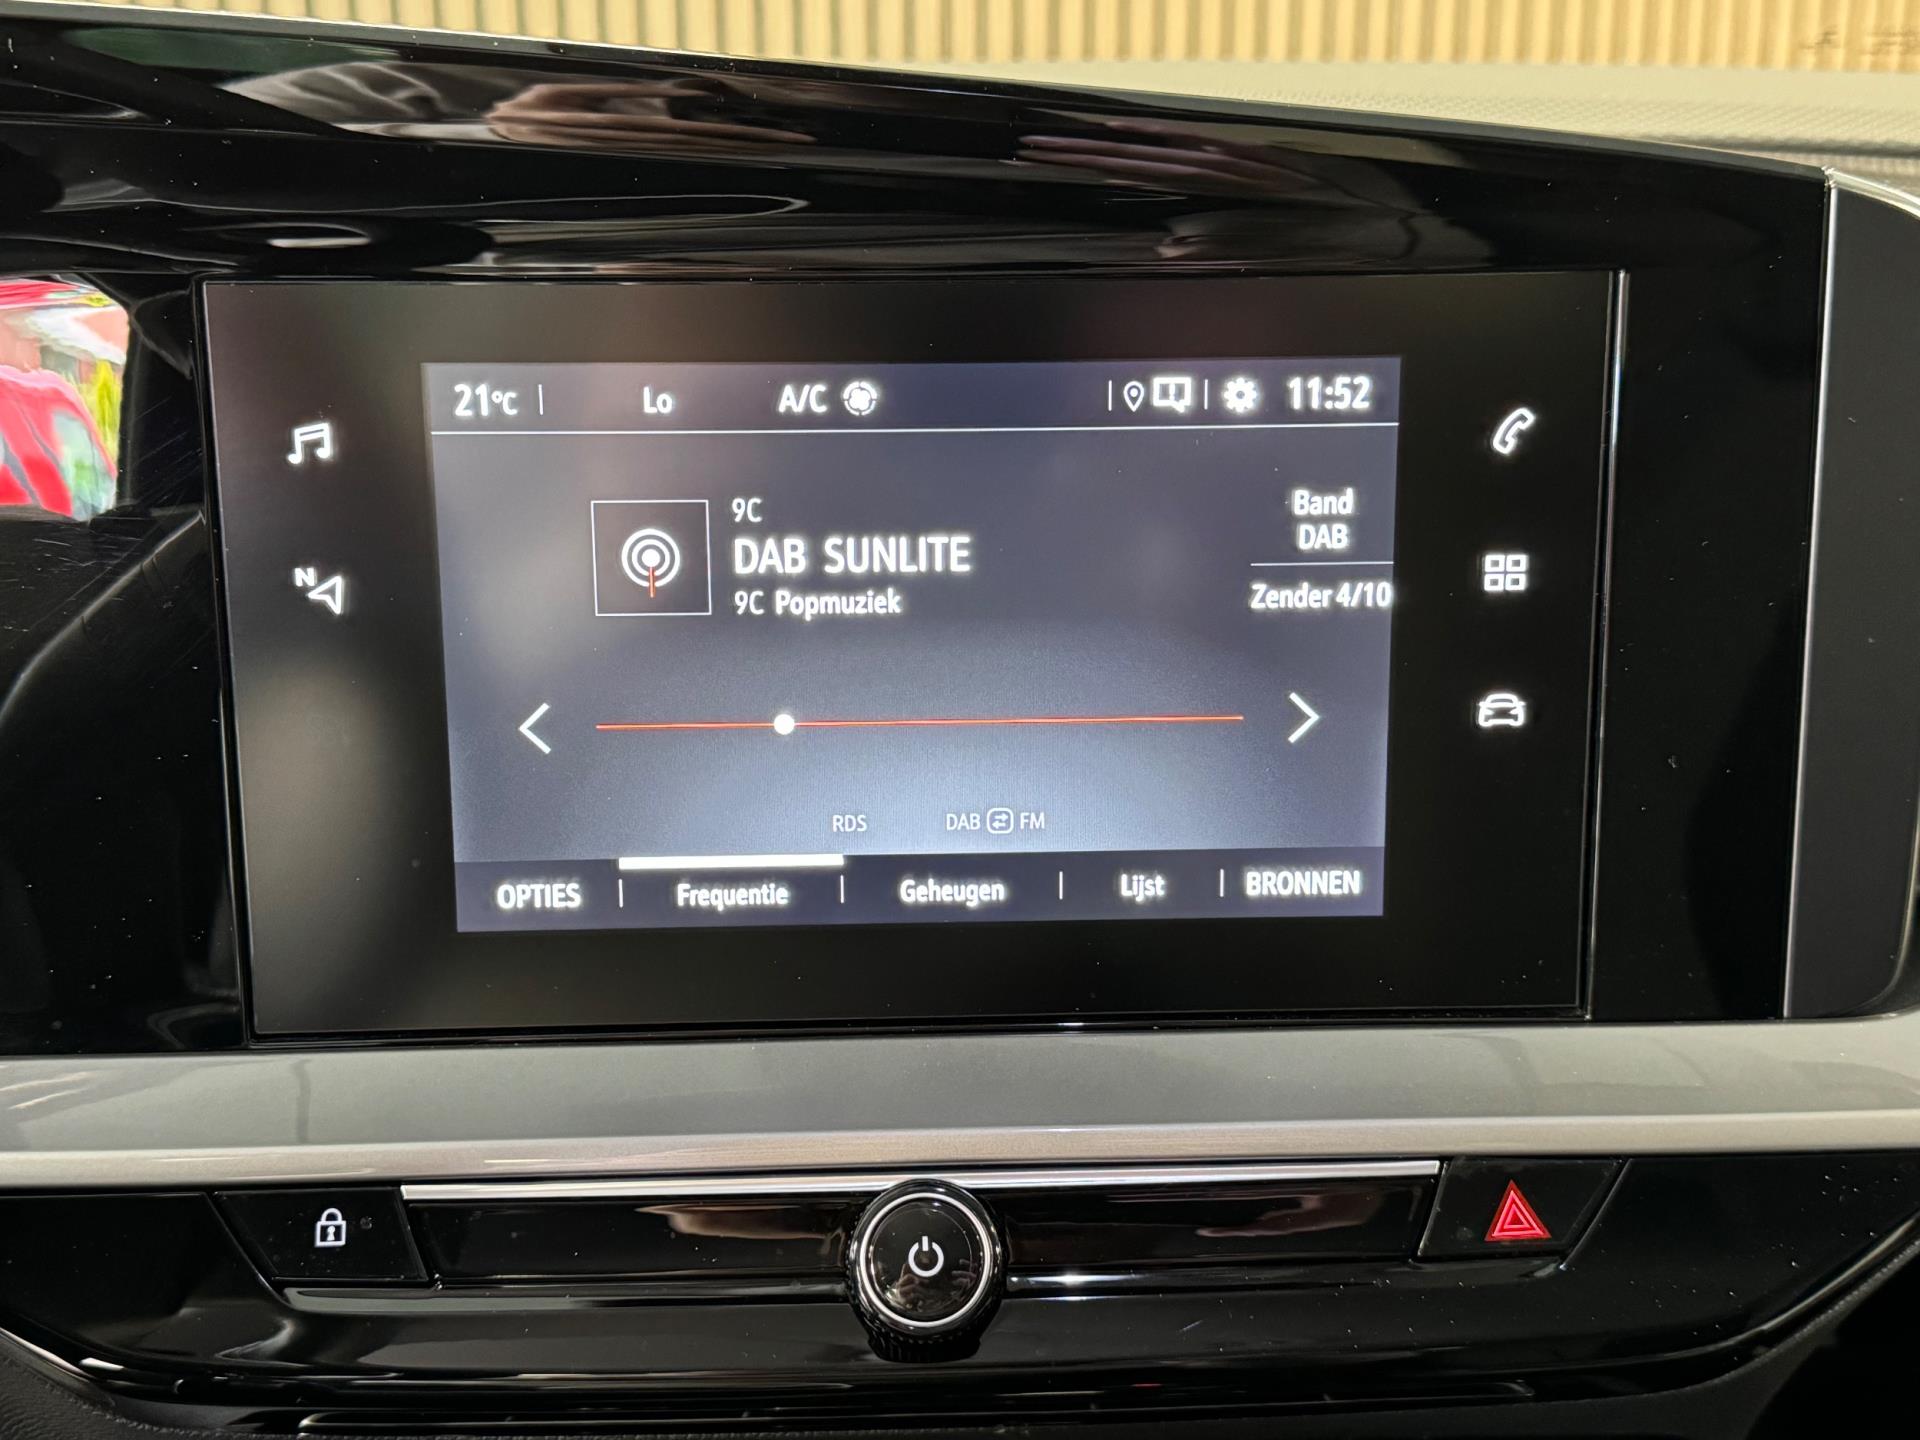 21°C Lo A/C 11:52
9C
DAB SUNLITE
9C Popmuziek
Band
DAB
Zender 4/10
N
RDS DAB FM
OPTIES Frequentie Geheugen Lijst BRONNEN